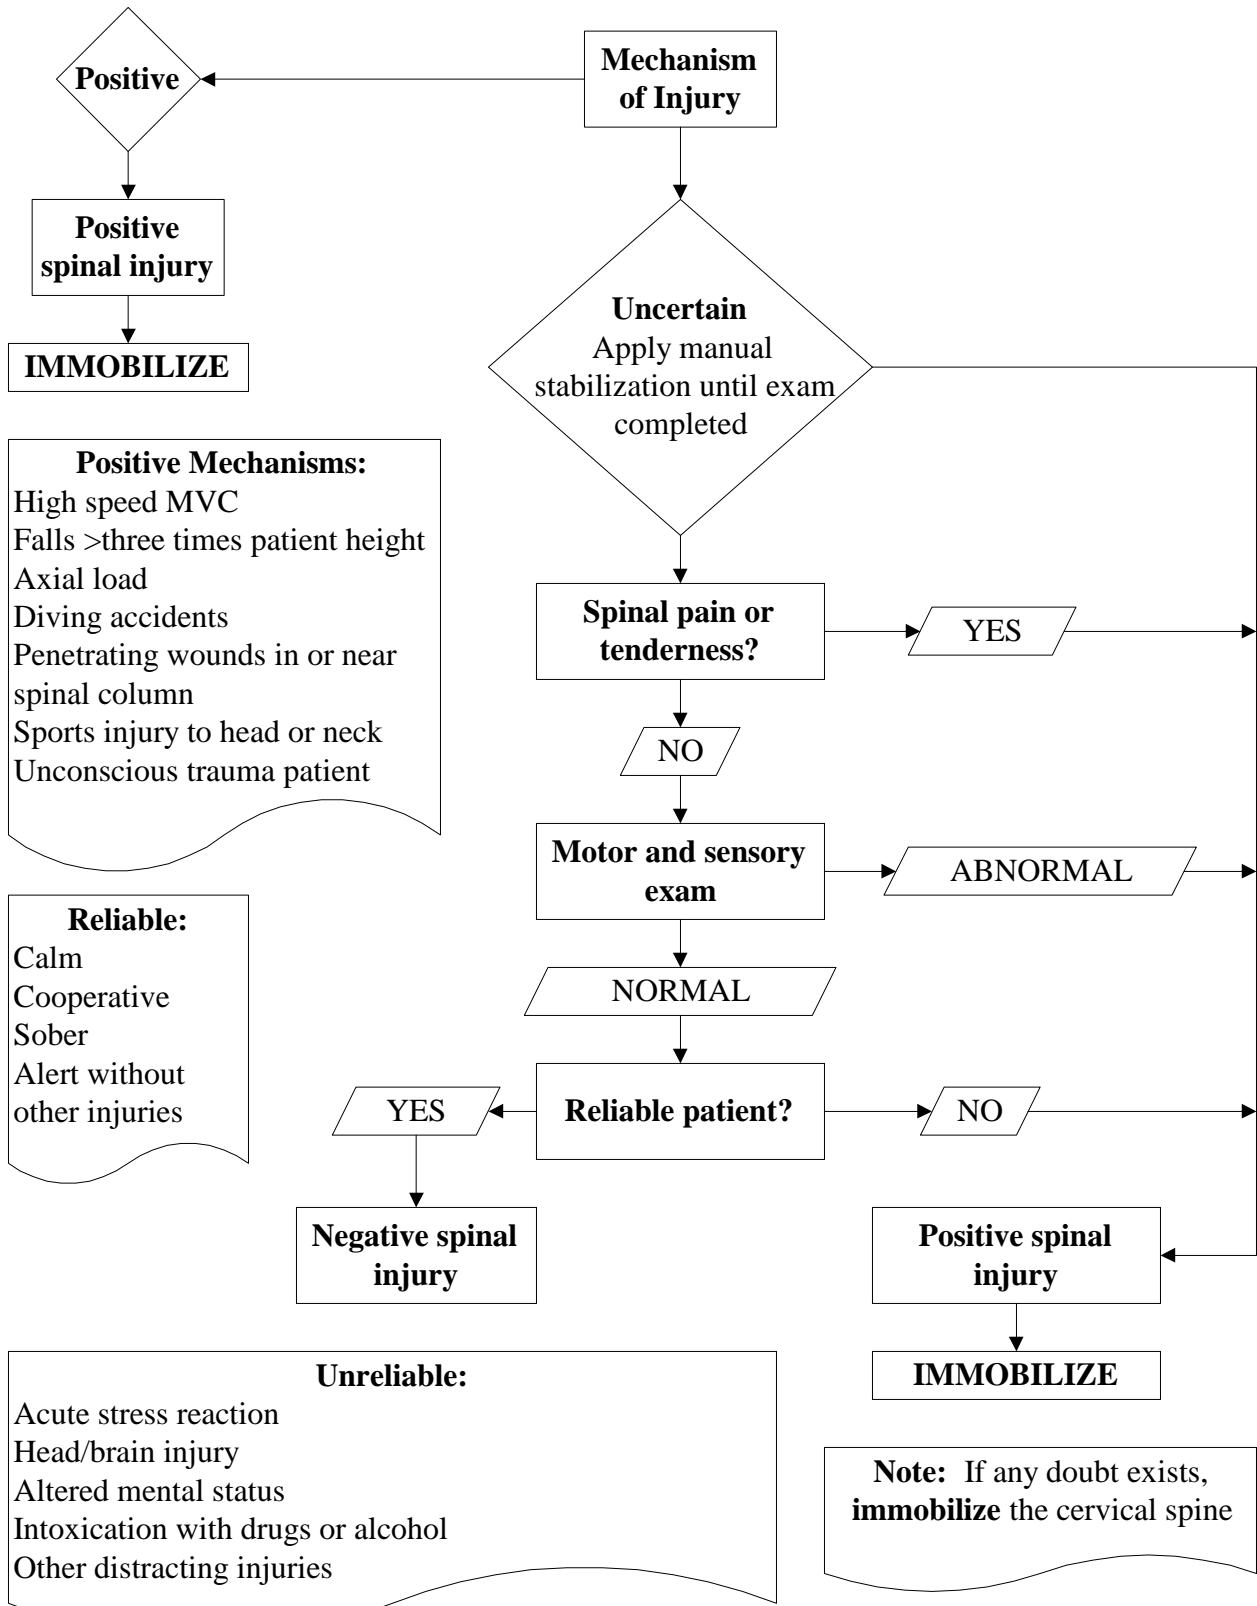 Positive
Mechanism
of Injury
Positive
spinal injury
IMMOBILIZE
Uncertain
Apply manual
stabilization until exam
completed
Positive Mechanisms:
High speed MVC
Falls >three times patient height
Axial load
Diving accidents
Penetrating wounds in or near
spinal column
Sports injury to head or neck
Unconscious trauma patient
Spinal pain or
tenderness?
YES
NO
Motor and sensory
exam
ABNORMAL
NORMAL
Reliable:
Calm
Cooperative
Sober
Alert without
other injuries
YES
Reliable patient?
NO
Negative spinal
injury
Positive spinal
injury
IMMOBILIZE
Unreliable:
Acute stress reaction
Head/brain injury
Altered mental status
Intoxication with drugs or alcohol
Other distracting injuries
Note: If any doubt exists,
immobilize the cervical spine